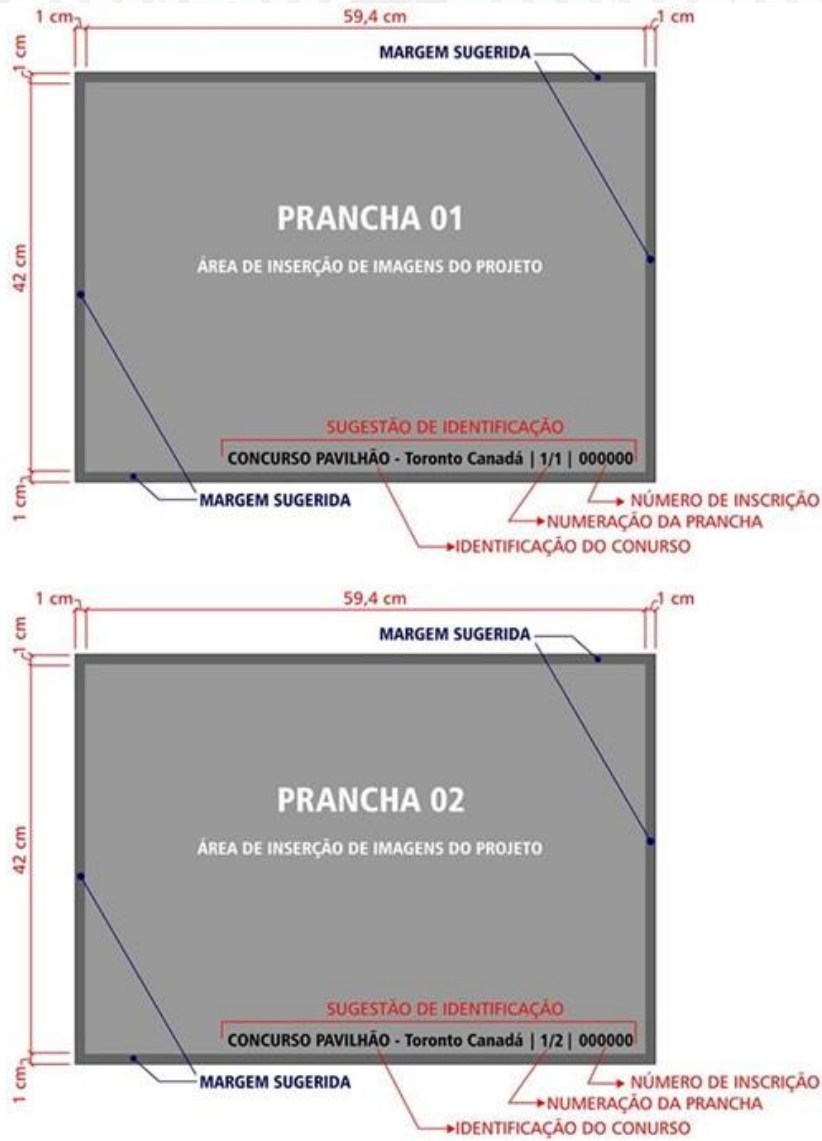 1 cm 59,4 cm 1 cm
1 cm
MARGEM SUGERIDA
PRANCHA 01
ÁREA DE INSERÇÃO DE IMAGENS DO PROJETO
42 cm
SUGESTÃO DE IDENTIFICAÇÃO
CONCURSO PAVILHÃO - Toronto Canadá | 1/1 | 000000
1 cm
MARGEM SUGERIDA
NÚMERO DE INSCRIÇÃO
NUMERAÇÃO DA PRANCHA
IDENTIFICAÇÃO DO CONURSO
1 cm 59,4 cm 1 cm
1 cm
MARGEM SUGERIDA
PRANCHA 02
ÁREA DE INSERÇÃO DE IMAGENS DO PROJETO
42 cm
SUGESTÃO DE IDENTIFICAÇÃO
CONCURSO PAVILHÃO - Toronto Canadá | 1/2 | 000000
1 cm
MARGEM SUGERIDA
NÚMERO DE INSCRIÇÃO
NUMERAÇÃO DA PRANCHA
IDENTIFICAÇÃO DO CONURSO